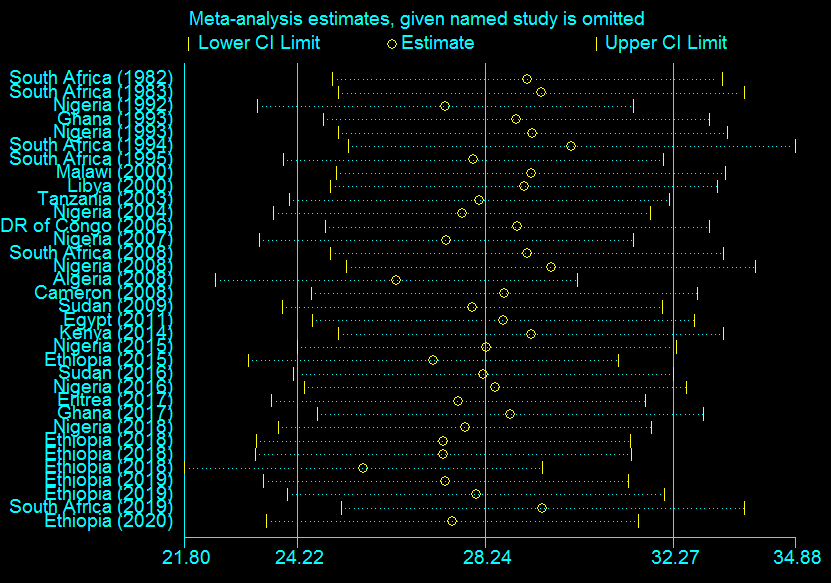 Meta-analysis estimates, given named study is omitted
Lower CI Limit Estimate Upper CI Limit
South Africa (1982)
South Africa (1983)
Nigeria (1992)
Ghana (1993)
Nigeria (1993)
South Africa (1994)
South Africa (1995)
Malawi (2000)
Libya (2000)
Tanzania (2003)
Nigeria (2004)
DR of Congo (2006)
Nigeria (2007)
South Africa (2008)
Nigeria (2008)
Algeria (2008)
Cameron (2008)
Sudan (2009)
Egypt (2011)
Kenya (2014)
Nigeria (2015)
Ethiopia (2015)
Sudan (2016)
Nigeria (2016)
Eritrea (2017)
Ghana (2017)
Nigeria (2018)
Ethiopia (2018)
Ethiopia (2018)
Ethiopia (2018)
Ethiopia (2019)
Ethiopia (2019)
South Africa (2019)
Ethiopia (2020)
21.80 24.22 28.24 32.27 34.88